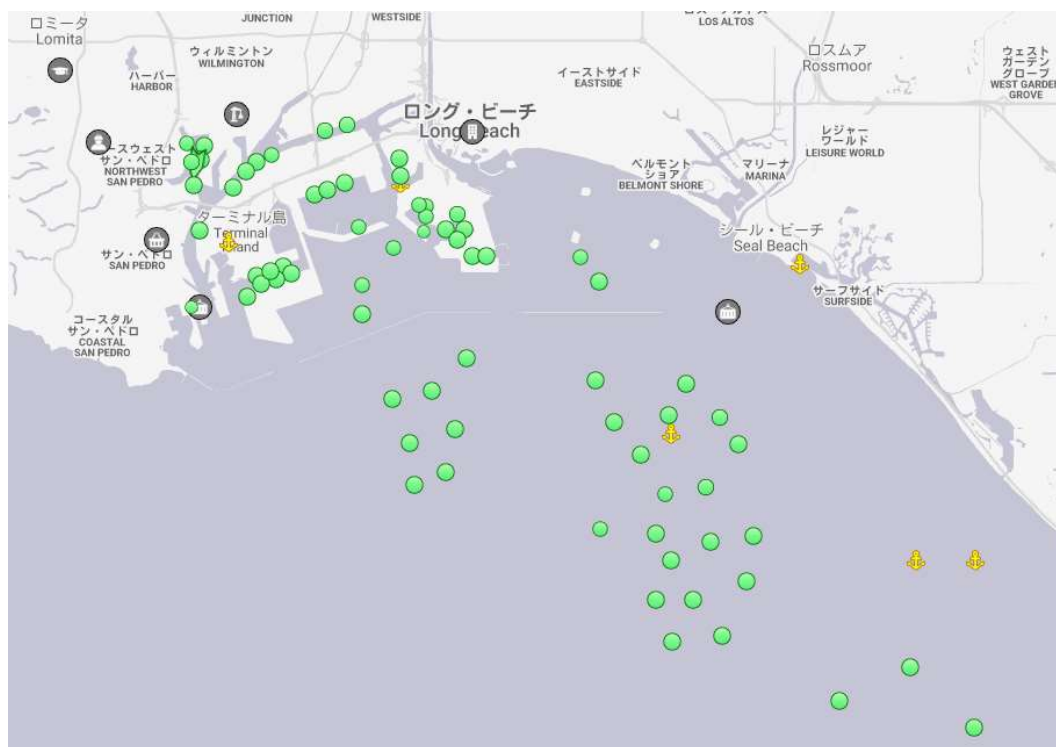 ロミータ
Lomita
JUNCTION
WESTSIDE
LOS ALTOS
ウィルミントン
WILMINGTON
ハーバー
HARBOR
イーストサイド
EASTSIDE
ロスムア
Rossmoor
ウェスト
ガーデン
グローブ
WEST GARDEN
GROVE
ロング・ビーチ
Long Beach
ースウェスト
サン・ペドロ
NORTHWEST
SAN PEDRO
レジャー
ワールド
LEISURE WORLD
ベルモント
ショア
BELMONT SHORE
マリーナ
MARINA
ターミナル島
Terminal
Island
サン・ペドロ
SAN PEDRO
シール・ビーチ
Seal Beach
サーフサイド
SURFSIDE
コースタル
サン・ペドロ
COASTAL
SAN PEDRO